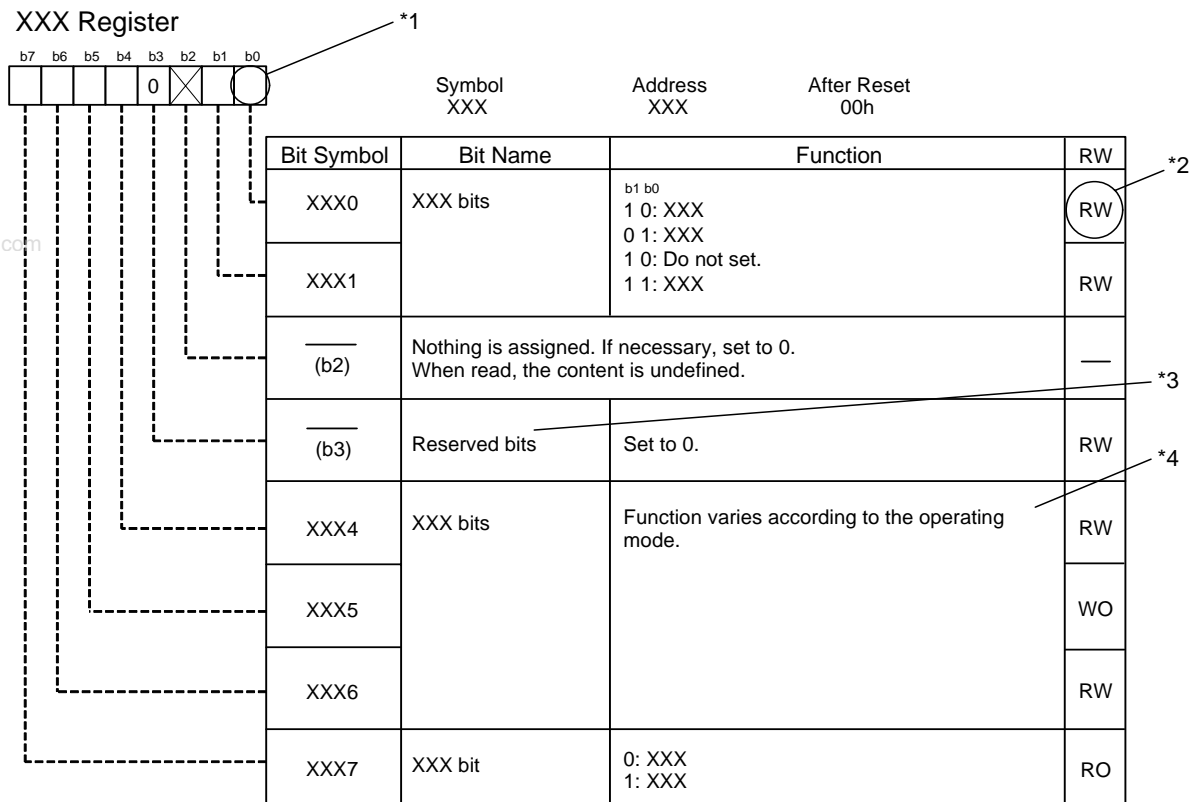 XXX Register
*1
b7 b6 b5 b4 b3 b2 b1 b0
0
Symbol Address After Reset
XXX XXX 00h
Bit Symbol Bit Name Function RW
*2
XXX0 XXX bits
b1 b0
1 0: XXX
0 1: XXX
1 0: Do not set.
1 1: XXX
RW
com
XXX1 RW
(b2)
Nothing is assigned. If necessary, set to 0.
When read, the content is undefined.
—
*3
(b3) Reserved bits Set to 0. RW
*4
XXX4 XXX bits
Function varies according to the operating
mode.
RW
XXX5 WO
XXX6 RW
XXX7 XXX bit
0: XXX
1: XXX
RO